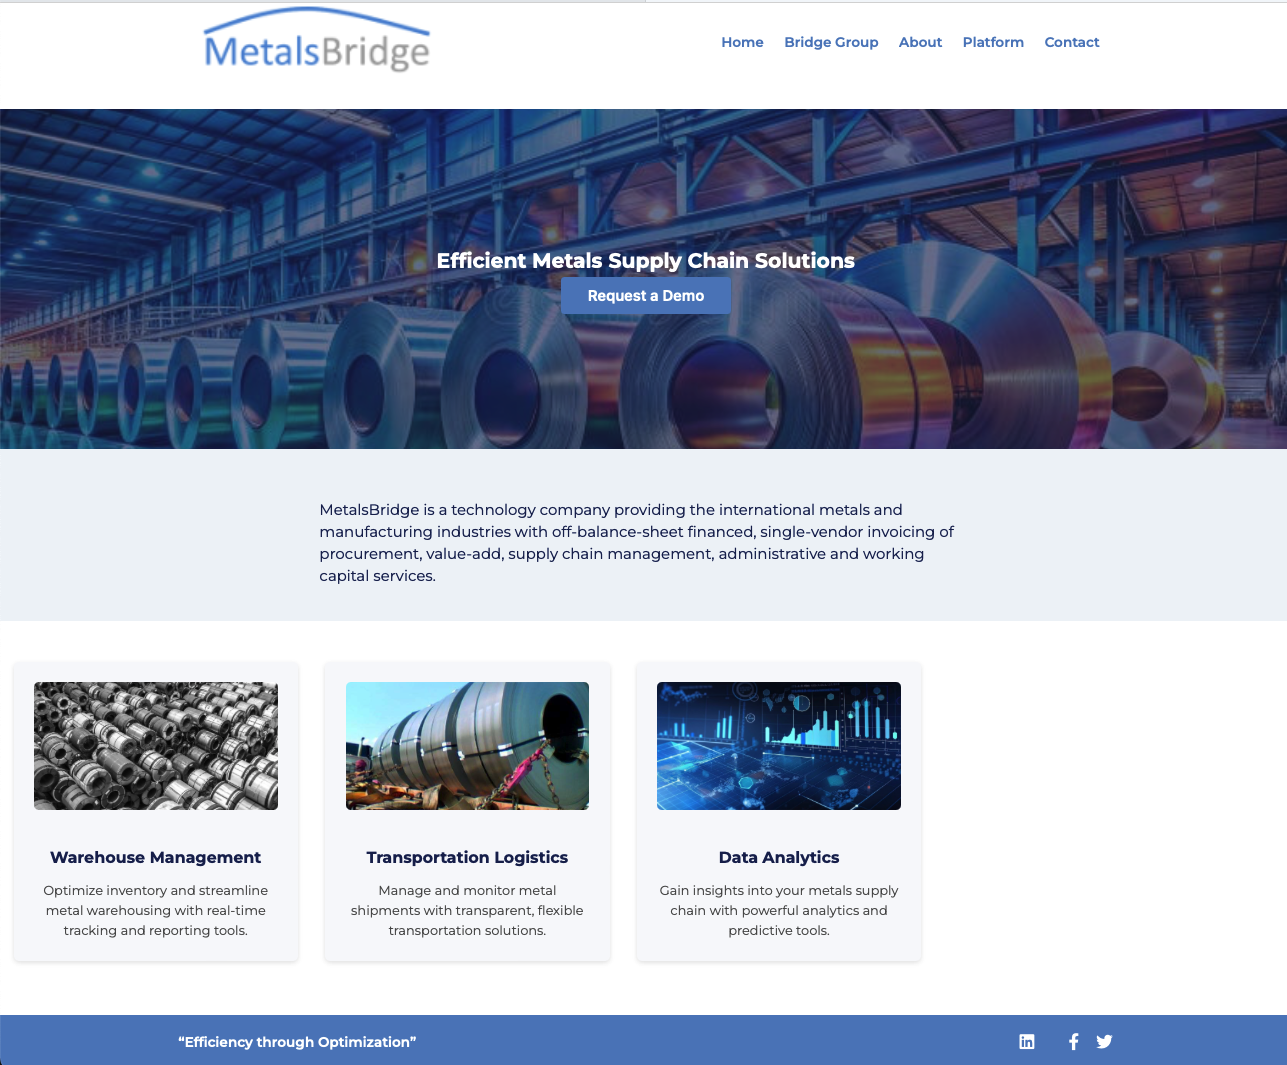 MetalsBridge
Home Bridge Group About Platform Contact
Efficient Metals Supply Chain Solutions
Request a Demo
MetalsBridge is a technology company providing the international metals and
manufacturing industries with off-balance-sheet financed, single-vendor invoicing of
procurement, value-add, supply chain management, administrative and working
capital services.
Warehouse Management
Optimize inventory and streamline
metal warehousing with real-time
tracking and reporting tools.
Transportation Logistics
Manage and monitor metal
shipments with transparent, flexible
transportation solutions.
Data Analytics
Gain insights into your metals supply
chain with powerful analytics and
predictive tools.
“Efficiency through Optimization”